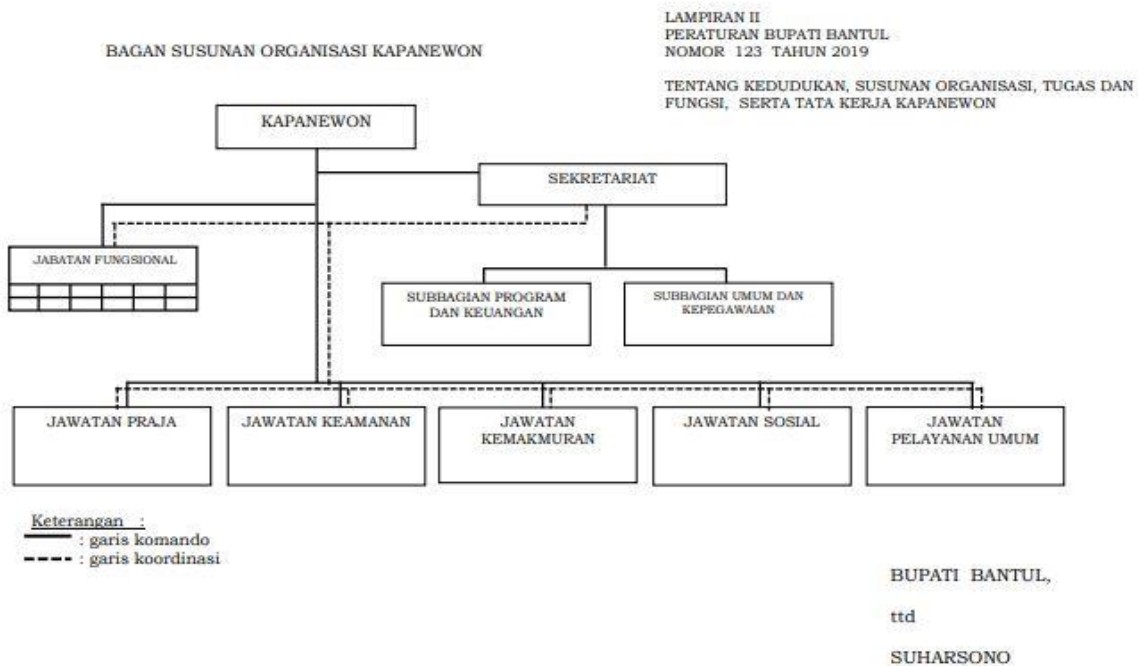 LAMPIRAN II
PERATURAN BUPATI BANTUL
NOMOR 123 TAHUN 2019
TENTANG KEDUDUKAN, SUSUNAN ORGANISASI, TUGAS DAN
FUNGSI, SERTA TATA KERJA KAPANEWON
BAGAN SUSUNAN ORGANISASI KAPANEWON
KAPANEWON
SEKRETARIAT
JABATAN FUNGSIONAL
SUBBAGIAN PROGRAM
DAN KEUANGAN
SUBBAGIAN UMUM DAN
KEPEGAWAIAN
JAWATAN PRAJA
JAWATAN KEAMANAN
JAWATAN
KEMAKMURAN
JAWATAN SOSIAL
JAWATAN
PELAYANAN UMUM
Keterangan :
: garis komando
: garis koordinasi
BUPATI BANTUL,
ttd
SUHARSONO